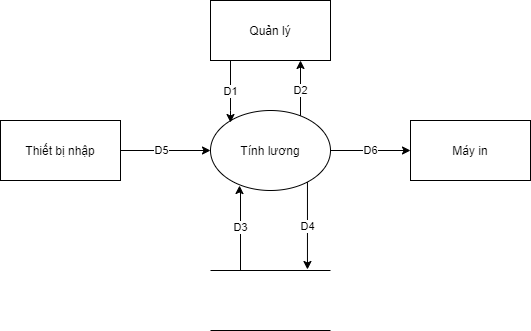 Quản lý
D1
D2
Thiết bị nhập
D5
Tính lương
D6
Máy in
D3
D4